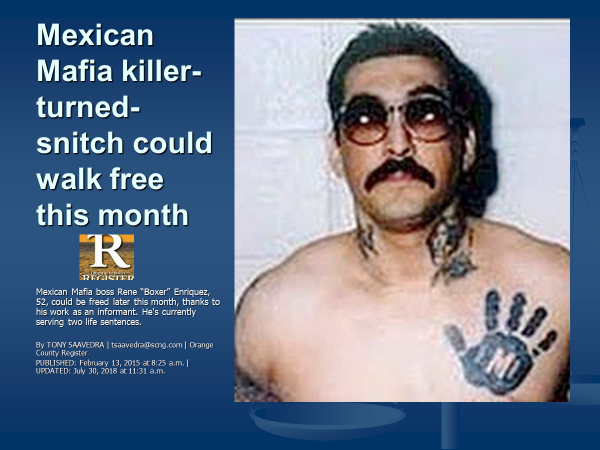 Mexican
Mafia killer-
turned-
snitch could
walk free
this month
R
REGISTER
Mexican Mafia boss Rene “Boxer” Enriquez,
52, could be freed later this month, thanks to
his work as an informant. He's currently
serving two life sentences.
By TONY SAAVEDRA | tsaavedra@scng.com | Orange
County Register
PUBLISHED: February 13, 2015 at 8:25 a.m. |
UPDATED: July 30, 2018 at 11:31 a.m.